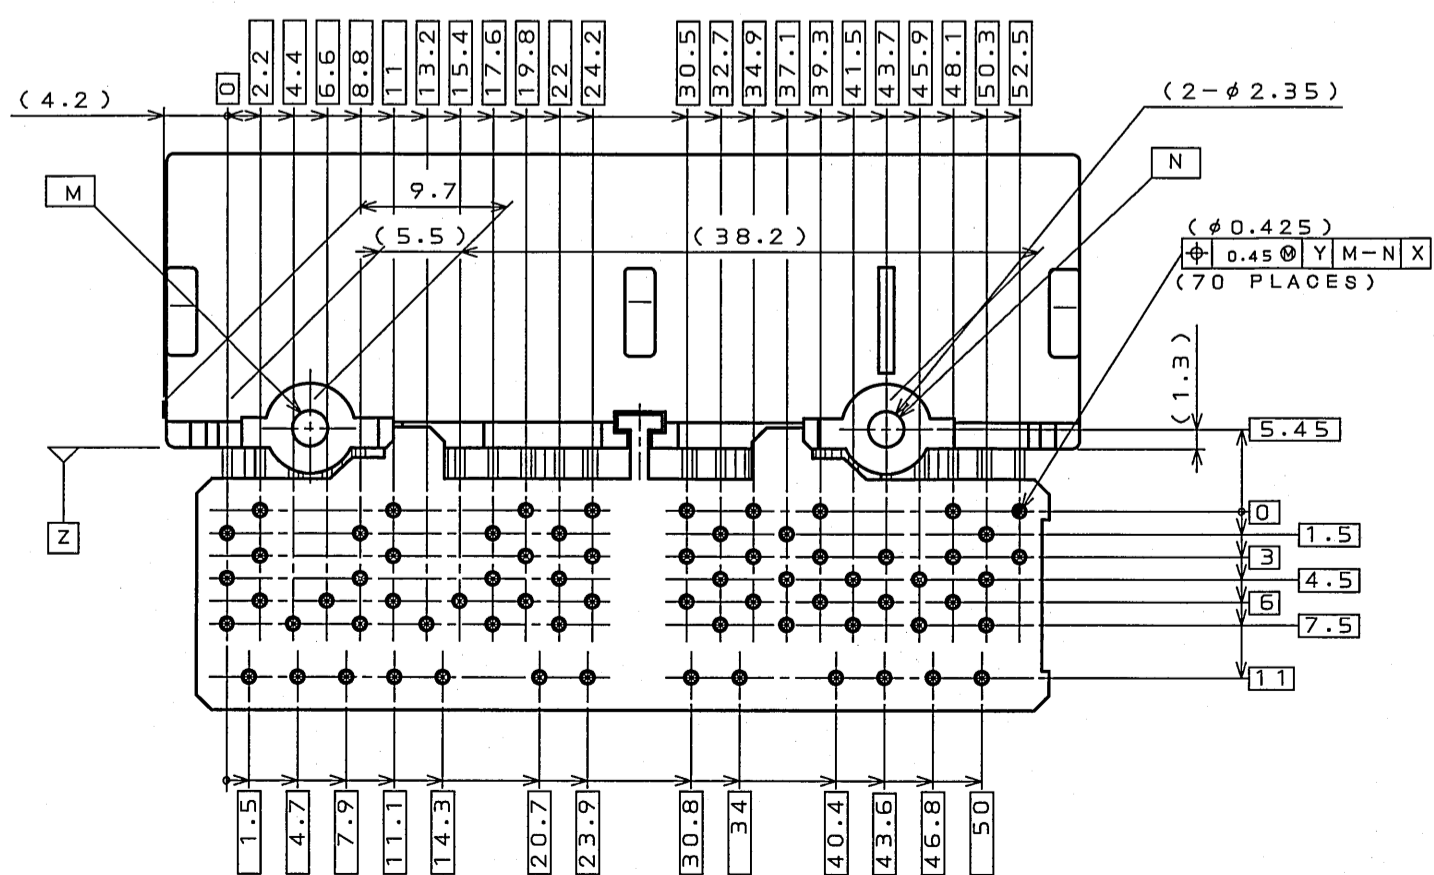 0 2.2 4.4 6.6 8.8 11 13.2 15.4 17.6 19.8 22 24.2 30.5 32.7 34.9 37.1 39.3 41.5 43.7 45.9 48.1 50.3 52.5
(4.2)
(2-φ2.35)
M
9.7
N
(5.5)
(38.2)
(φ0.425)
⌖ 0.45 Ⓜ Y M-N X
(70 PLACES)
(1.3)
5.45
Z
0
1.5
3
4.5
6
7.5
11
1.5 4.7 7.9 11.1 14.3 20.7 23.9 30.8 34 40.4 43.6 46.8 50